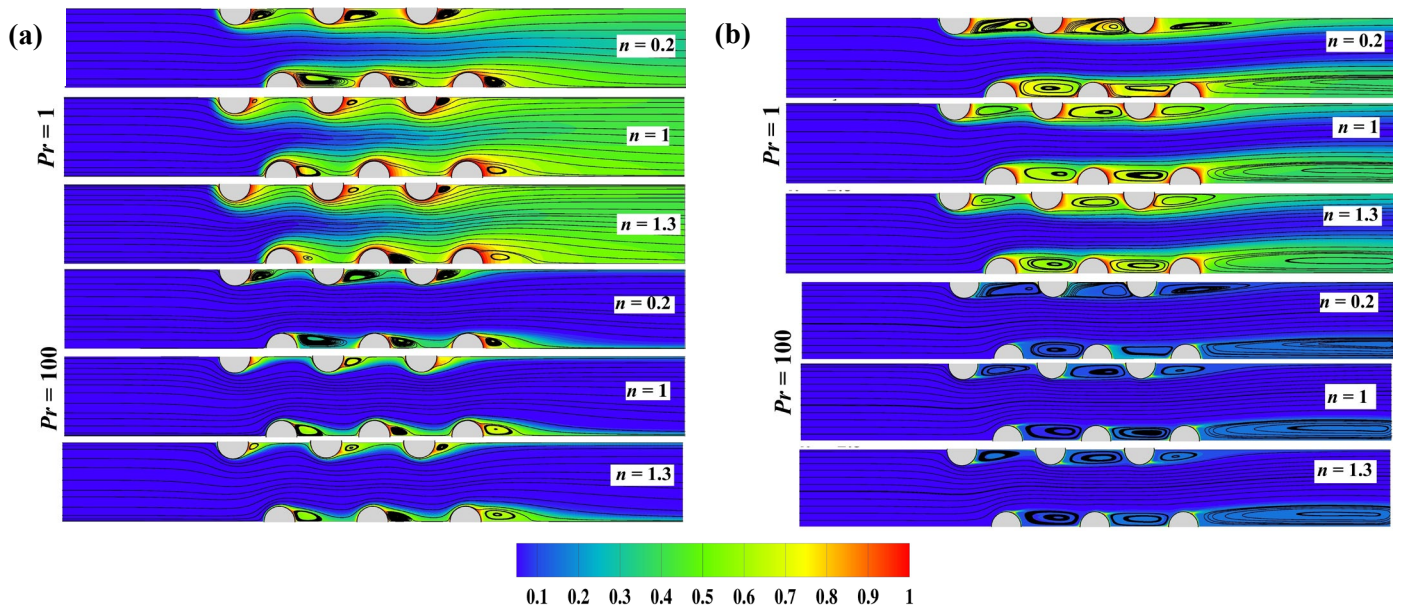 (a)
Pr = 1
n = 0.2
n = 1
n = 1.3
Pr = 100
n = 0.2
n = 1
n = 1.3
(b)
Pr = 1
n = 0.2
n = 1
n = 1.3
Pr = 100
n = 0.2
n = 1
n = 1.3
0.1 0.2 0.3 0.4 0.5 0.6 0.7 0.8 0.9 1